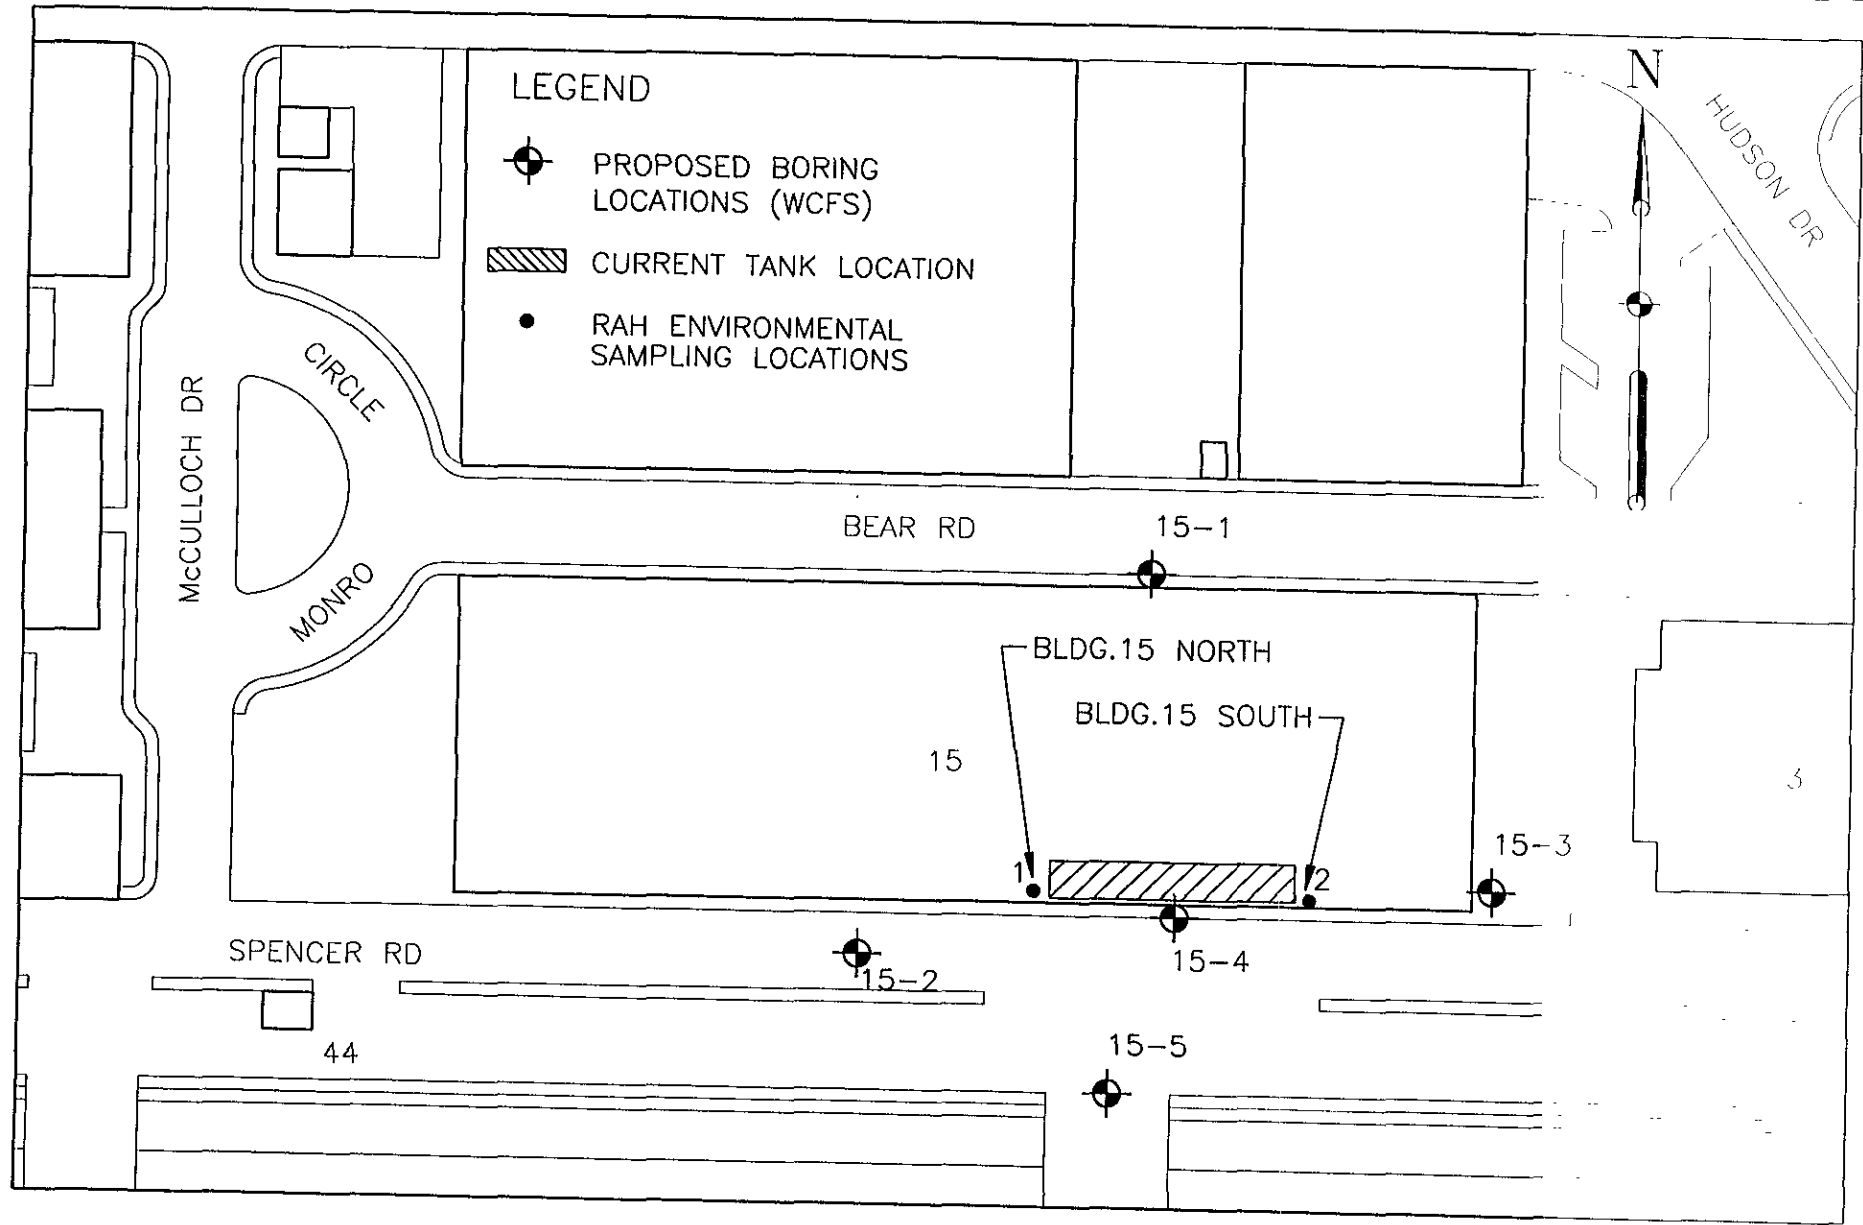 LEGEND
PROPOSED BORING
LOCATIONS (WCFS)
CURRENT TANK LOCATION
RAH ENVIRONMENTAL
SAMPLING LOCATIONS
N
HUDSON DR
CIRCLE
McCULLOCH DR
MONRO
BEAR RD
15-1
BLDG.15 NORTH
BLDG.15 SOUTH
15
3
15-3
1
2
SPENCER RD
15-2
15-4
44
15-5